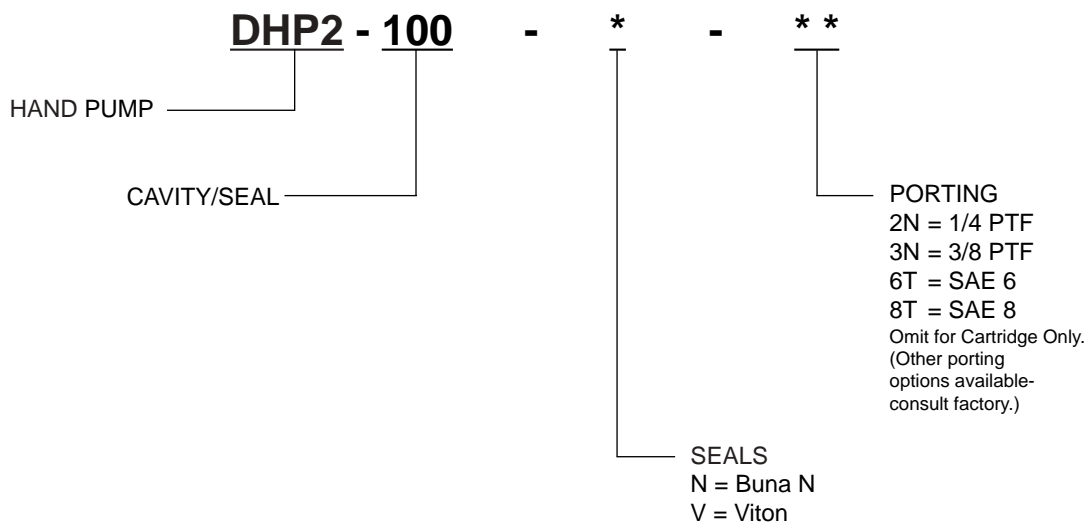 DHP2 - 100 - * - * *
HAND PUMP
CAVITY/SEAL
PORTING
2N = 1/4 PTF
3N = 3/8 PTF
6T = SAE 6
8T = SAE 8
Omit for Cartridge Only.
(Other porting
options available-
consult factory.)
SEALS
N = Buna N
V = Viton